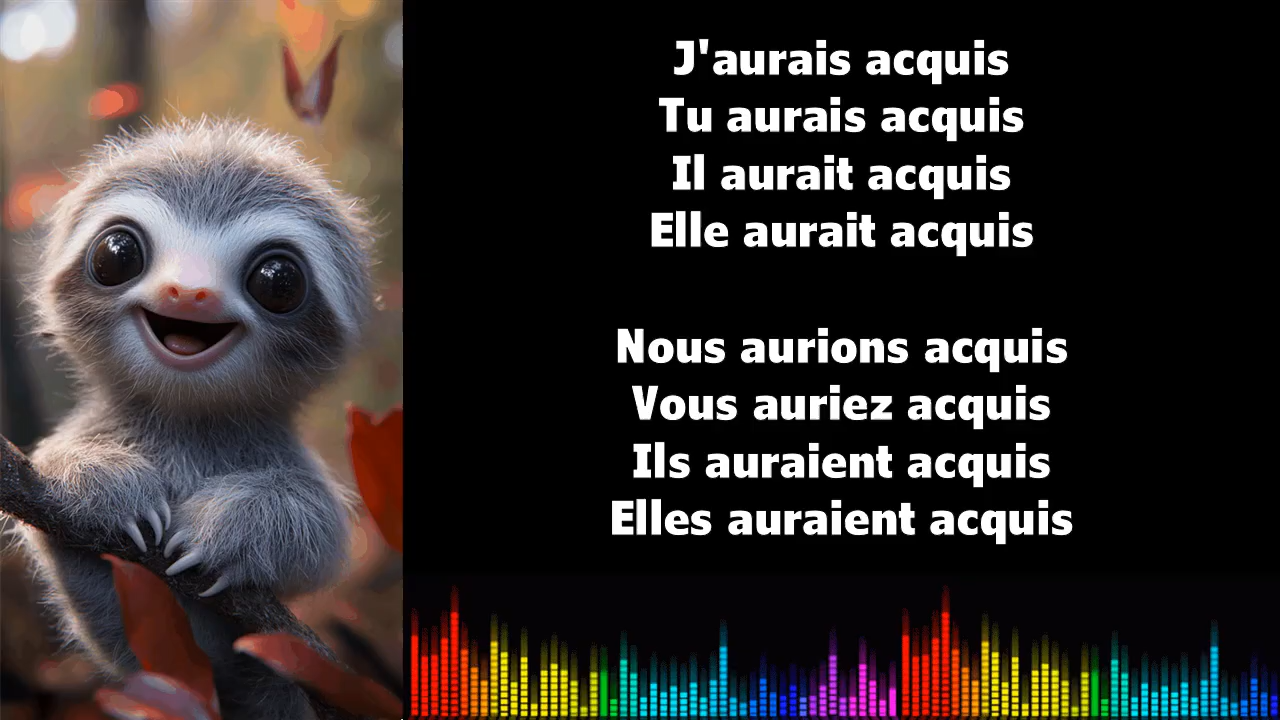 J'aurais acquis
Tu aurais acquis
Il aurait acquis
Elle aurait acquis
Nous aurions acquis
Vous auriez acquis
Ils auraient acquis
Elles auraient acquis